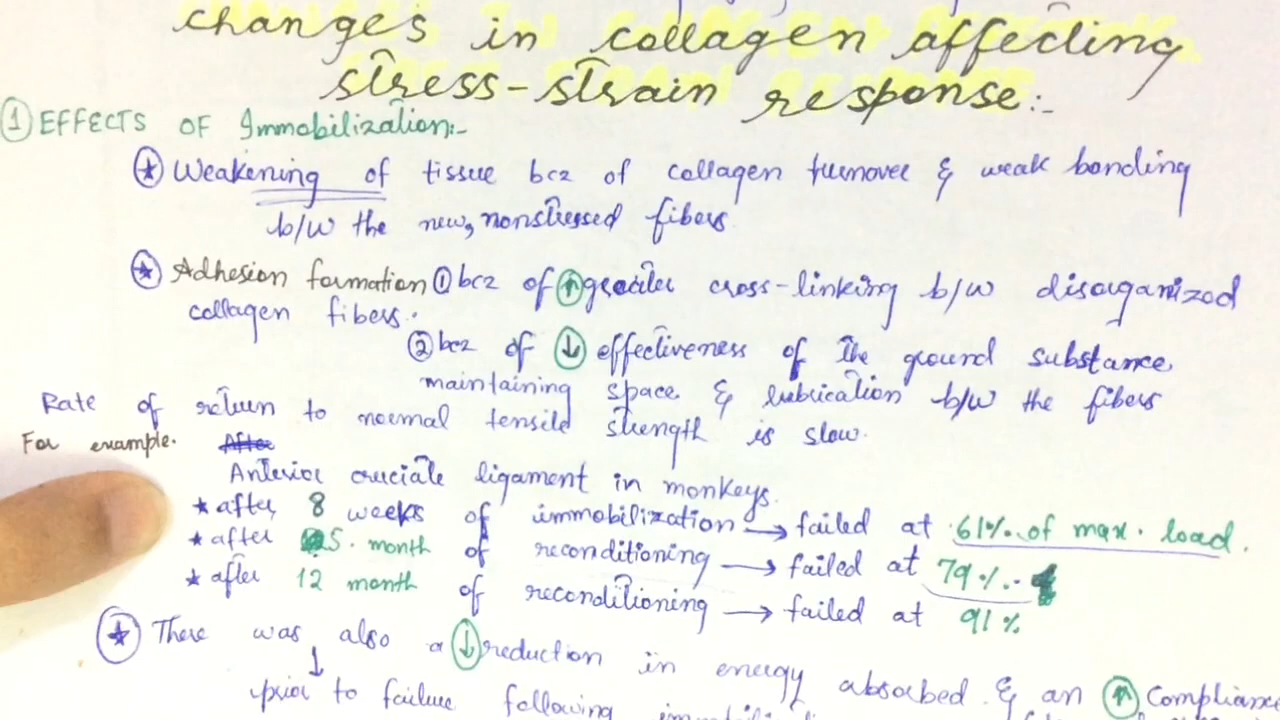 changes in collagen affecting
stress-strain response:-
① EFFECTS OF Immobilization:-
Weakening of tissue bcz of collagen turnover & weak bonding
b/w the new, nonstressed fibers
Adhesion formation ① bcz of ↑ greater cross-linking b/w disorganized
collagen fibers.
② bcz of ↓ effectiveness of the ground substance
maintaining space & lubrication b/w the fibers
Rate of return to normal tensile strength is slow.
For example.
Anterior cruciate ligament in monkeys.
★ after 8 weeks of immobilization → failed at 61% of max. load.
★ after 5 month of reconditioning → failed at 79%.
★ after 12 month of reconditioning → failed at 91%
There was also a ↓ reduction in energy absorbed & an ↑ Compliance
prior to failure following